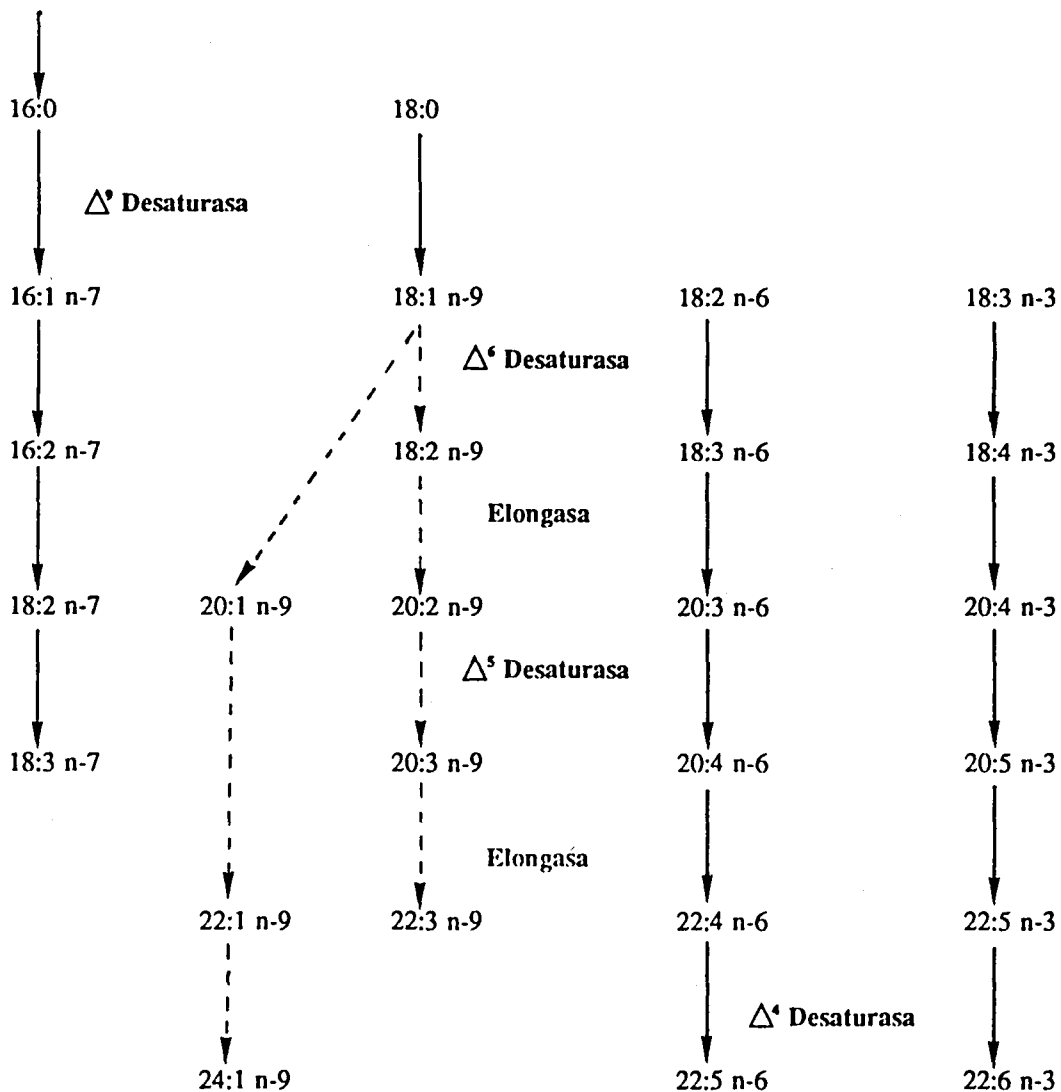 16:0 18:0
Δ⁹ Desaturasa
16:1 n-7 18:1 n-9 18:2 n-6 18:3 n-3
Δ⁶ Desaturasa
16:2 n-7 18:2 n-9 18:3 n-6 18:4 n-3
Elongasa
18:2 n-7 20:1 n-9 20:2 n-9 20:3 n-6 20:4 n-3
Δ⁵ Desaturasa
18:3 n-7 20:3 n-9 20:4 n-6 20:5 n-3
Elongasa
22:1 n-9 22:3 n-9 22:4 n-6 22:5 n-3
Δ⁴ Desaturasa
24:1 n-9 22:5 n-6 22:6 n-3